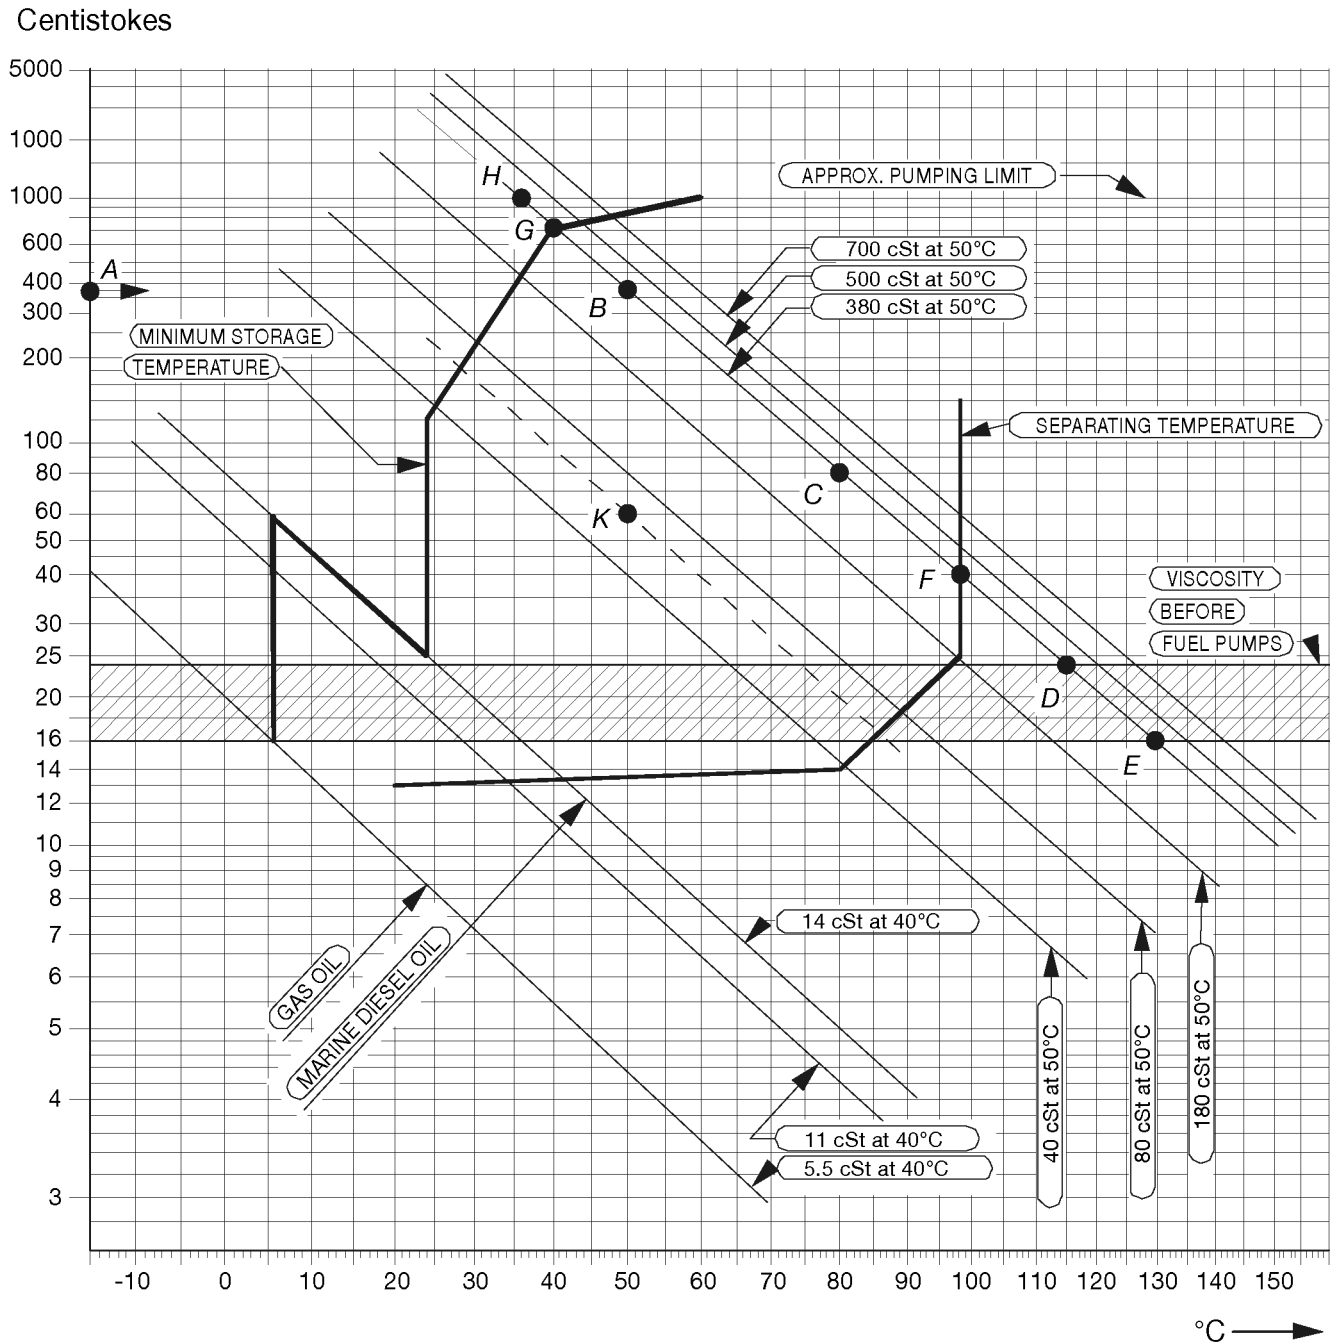 Centistokes
5000
1000
1000
600
400
300
200
100
80
60
50
40
30
25
20
16
14
12
10
9
8
7
6
5
4
3
A
H
G
B
C
K
F
D
E
APPROX. PUMPING LIMIT
700 cSt at 50°C
500 cSt at 50°C
380 cSt at 50°C
MINIMUM STORAGE
TEMPERATURE
SEPARATING TEMPERATURE
VISCOSITY
BEFORE
FUEL PUMPS
14 cSt at 40°C
GAS OIL
MARINE DIESEL OIL
11 cSt at 40°C
5.5 cSt at 40°C
40 cSt at 50°C
80 cSt at 50°C
180 cSt at 50°C
-10 0 10 20 30 40 50 60 70 80 90 100 110 120 130 140 150
°C